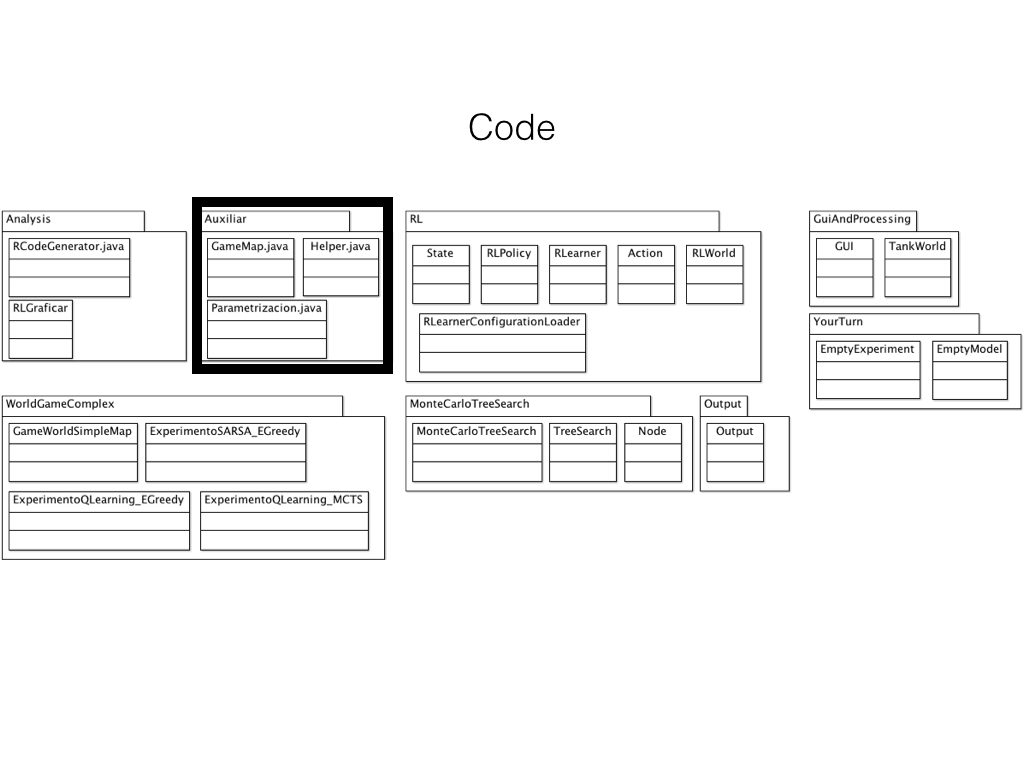 Code
Analysis
RCodeGenerator.java
RLGraficar
Auxiliar
GameMap.java
Helper.java
Parametrizacion.java
RL
State
RLPolicy
RLearner
Action
RLWorld
RLearnerConfigurationLoader
GuiAndProcessing
GUI
TankWorld
YourTurn
EmptyExperiment
EmptyModel
WorldGameComplex
GameWorldSimpleMap
ExperimentoSARSA_EGreedy
ExperimentoQLearning_EGreedy
ExperimentoQLearning_MCTS
MonteCarloTreeSearch
MonteCarloTreeSearch
TreeSearch
Node
Output
Output